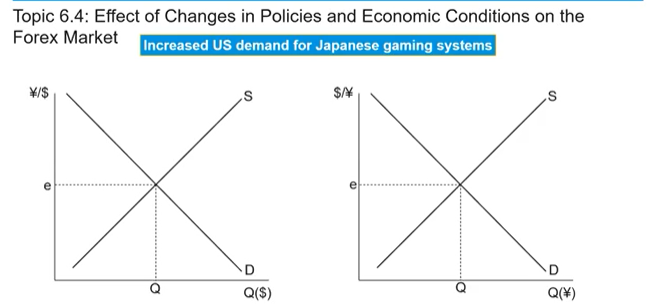 Topic 6.4: Effect of Changes in Policies and Economic Conditions on the
Forex Market
Increased US demand for Japanese gaming systems
¥/$
S
e
D
Q
Q($)
$/¥
S
e
D
Q
Q(¥)